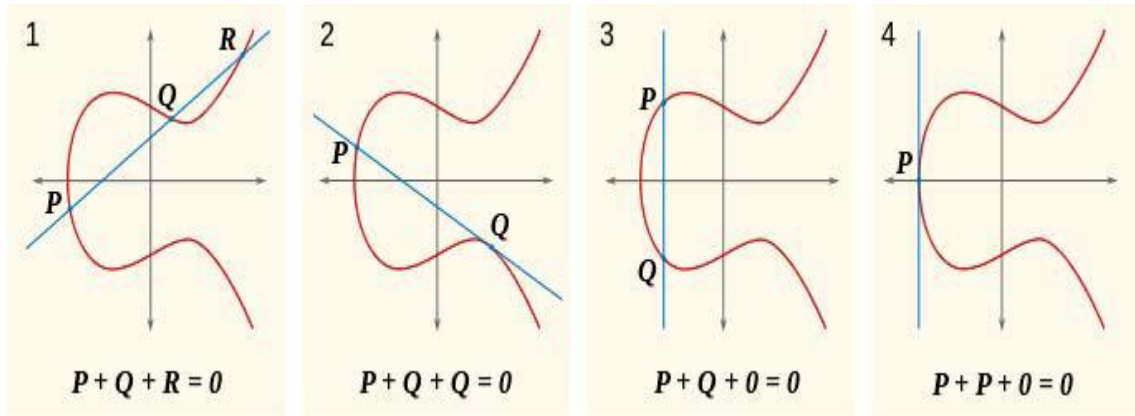 1
R
Q
P
P + Q + R = 0
2
P
Q
P + Q + Q = 0
3
P
Q
P + Q + 0 = 0
4
P
P + P + 0 = 0